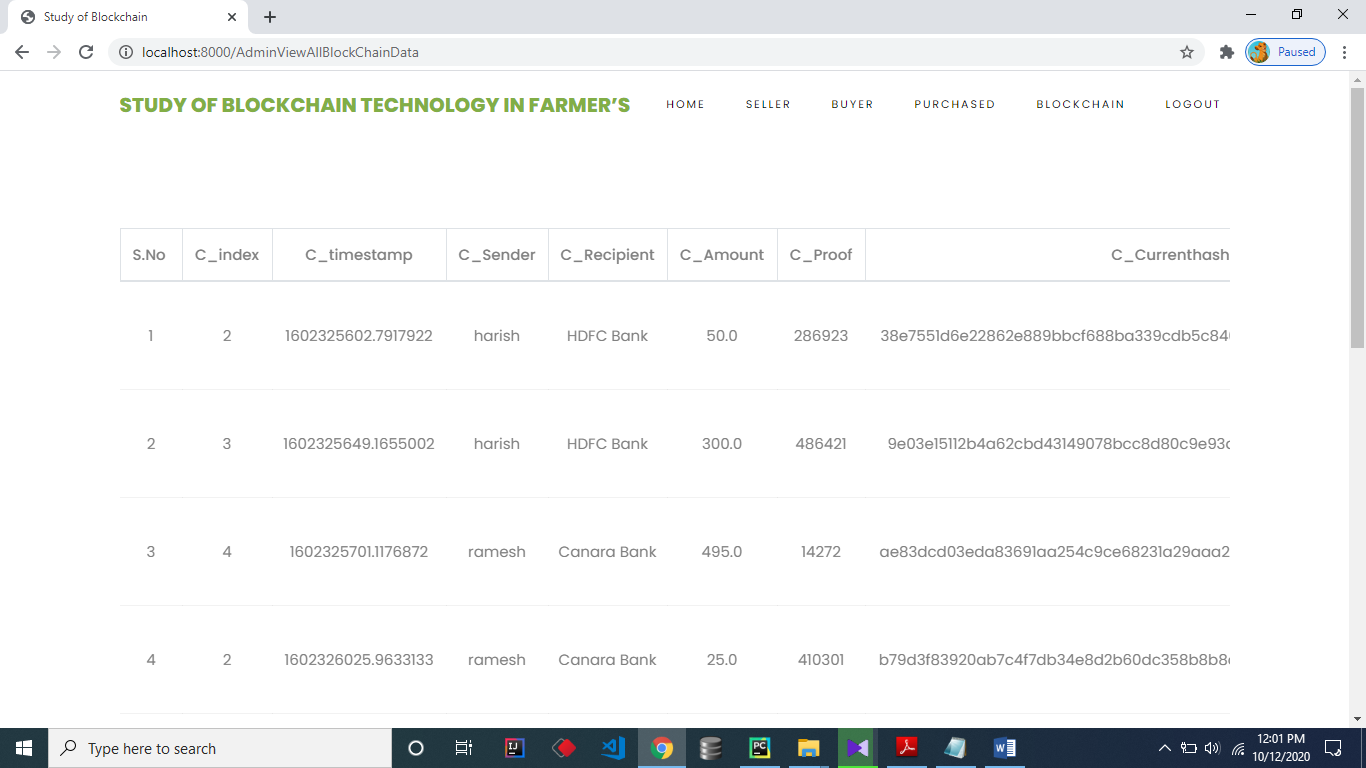 Study of Blockchain
localhost:8000/AdminViewAllBlockChainData
Paused
STUDY OF BLOCKCHAIN TECHNOLOGY IN FARMER'S HOME SELLER BUYER PURCHASED BLOCKCHAIN LOGOUT
S.No C_index C_timestamp C_Sender C_Recipient C_Amount C_Proof C_Currenthash
1 2 1602325602.7917922 harish HDFC Bank 50.0 286923
2 3 1602325649.1655002 harish HDFC Bank 300.0 486421
3 4 1602325701.1176872 ramesh Canara Bank 495.0 14272
4 2 1602326025.9633133 ramesh Canara Bank 25.0 410301
Type here to search
12:01 PM
10/12/2020